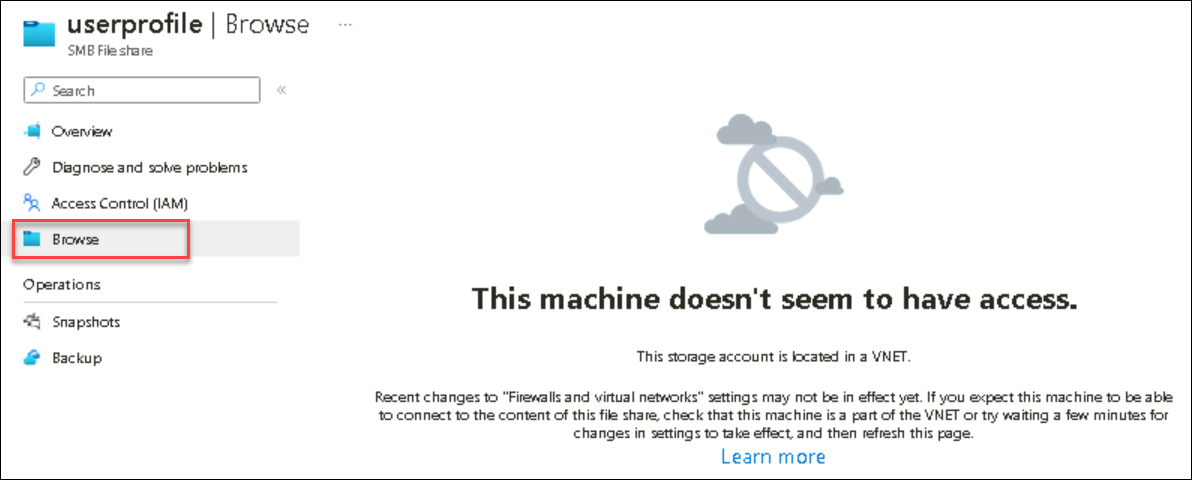 userprofile | Browse ...
SMB File share
Search «
Overview
Diagnose and solve problems
Access Control (IAM)
Browse
Operations
Snapshots
Backup
This machine doesn't seem to have access.
This storage account is located in a VNET.
Recent changes to "Firewalls and virtual networks" settings may not be in effect yet. If you expect this machine to be able
to connect to the content of this file share, check that this machine is a part of the VNET or try waiting a few minutes for
changes in settings to take effect, and then refresh this page.
Learn more